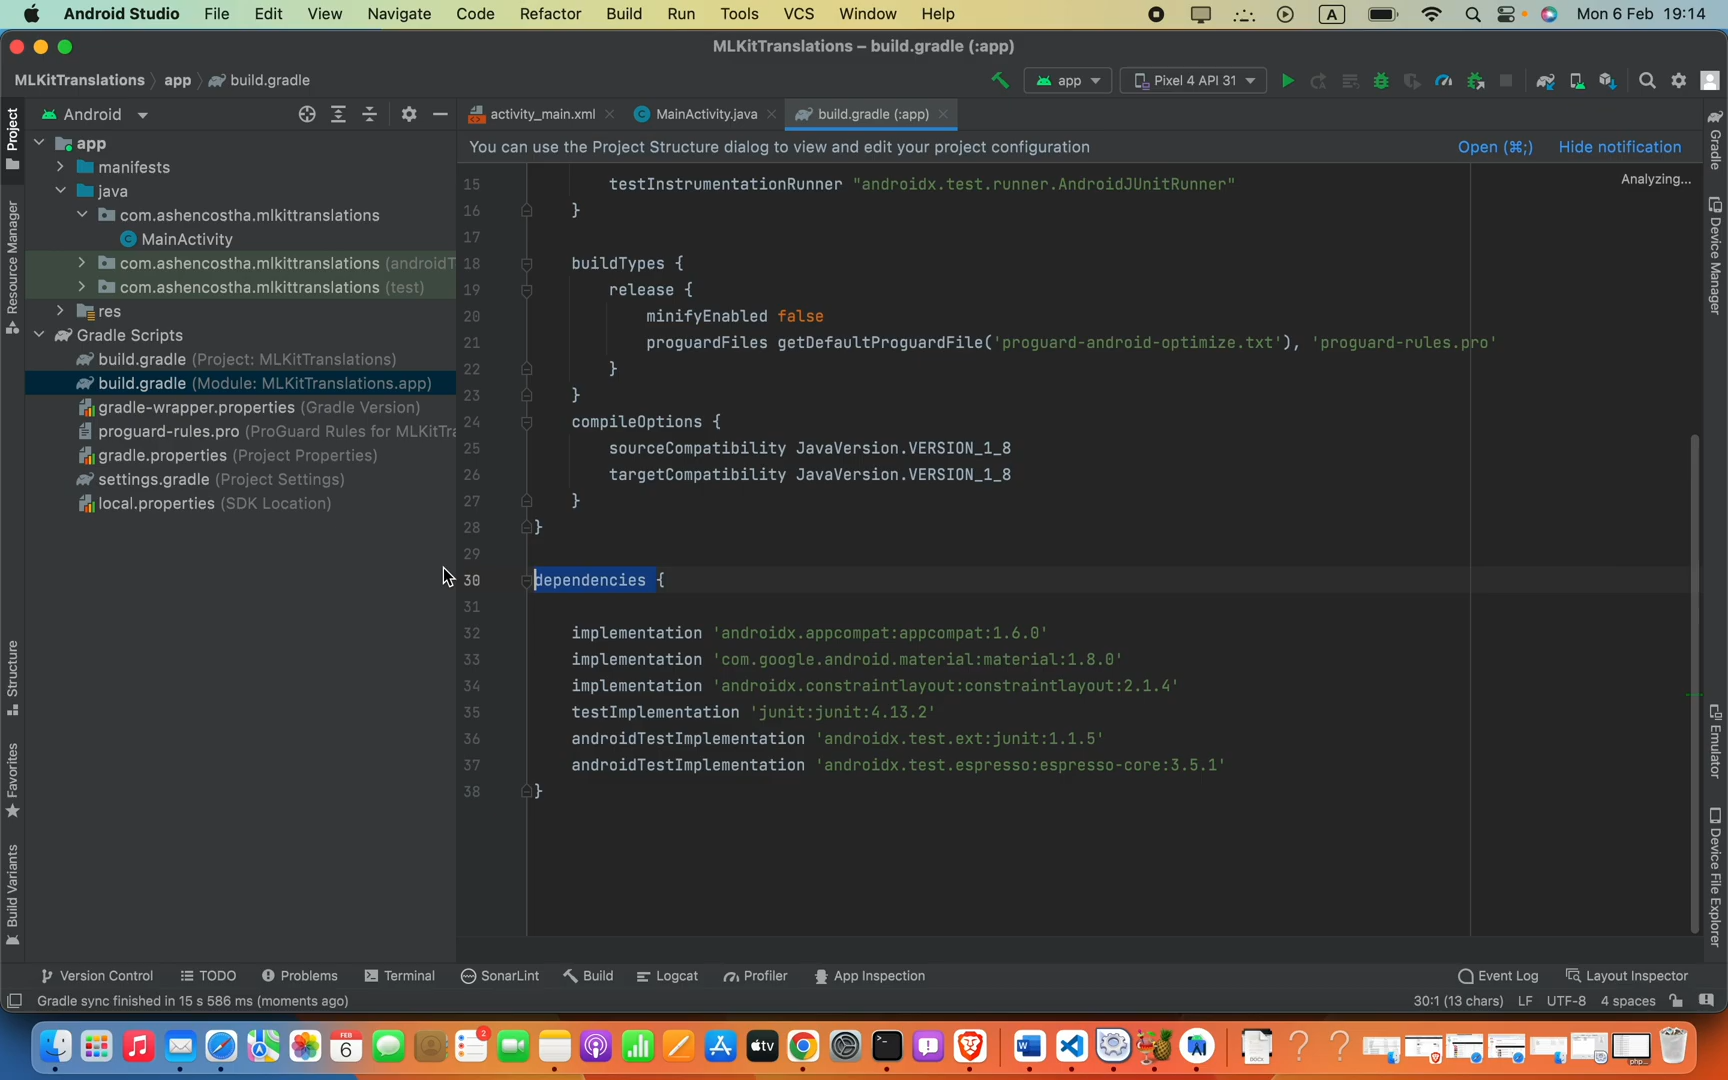 Android Studio File Edit View Navigate Code Refactor Build Run Tools VCS Window Help A Mon 6 Feb 19:14
MLKitTranslations – build.gradle (:app)
MLKitTranslations app build.gradle app Pixel 4 API 31
Android activity_main.xml MainActivity.java build.gradle (:app)
You can use the Project Structure dialog to view and edit your project configuration Open (⌘;) Hide notification
Analyzing...
Project
Resource Manager
Structure
Favorites
Build Variants
app
manifests
java
com.ashencostha.mlkittranslations
MainActivity
com.ashencostha.mlkittranslations (androidT
com.ashencostha.mlkittranslations (test)
res
Gradle Scripts
build.gradle (Project: MLKitTranslations)
build.gradle (Module: MLKitTranslations.app)
gradle-wrapper.properties (Gradle Version)
proguard-rules.pro (ProGuard Rules for MLKitTra
gradle.properties (Project Properties)
settings.gradle (Project Settings)
local.properties (SDK Location)
15 testInstrumentationRunner "androidx.test.runner.AndroidJUnitRunner"
16 }
17
18 buildTypes {
19 release {
20 minifyEnabled false
21 proguardFiles getDefaultProguardFile('proguard-android-optimize.txt'), 'proguard-rules.pro'
22 }
23 }
24 compileOptions {
25 sourceCompatibility JavaVersion.VERSION_1_8
26 targetCompatibility JavaVersion.VERSION_1_8
27 }
28 }
29
30 dependencies {
31
32 implementation 'androidx.appcompat:appcompat:1.6.0'
33 implementation 'com.google.android.material:material:1.8.0'
34 implementation 'androidx.constraintlayout:constraintlayout:2.1.4'
35 testImplementation 'junit:junit:4.13.2'
36 androidTestImplementation 'androidx.test.ext:junit:1.1.5'
37 androidTestImplementation 'androidx.test.espresso:espresso-core:3.5.1'
38 }
Gradle
Device Manager
Emulator
Device File Explorer
Version Control TODO Problems Terminal SonarLint Build Logcat Profiler App Inspection Event Log Layout Inspector
Gradle sync finished in 15 s 586 ms (moments ago) 30:1 (13 chars) LF UTF-8 4 spaces
FEB
6
2
tv
DOCX
php